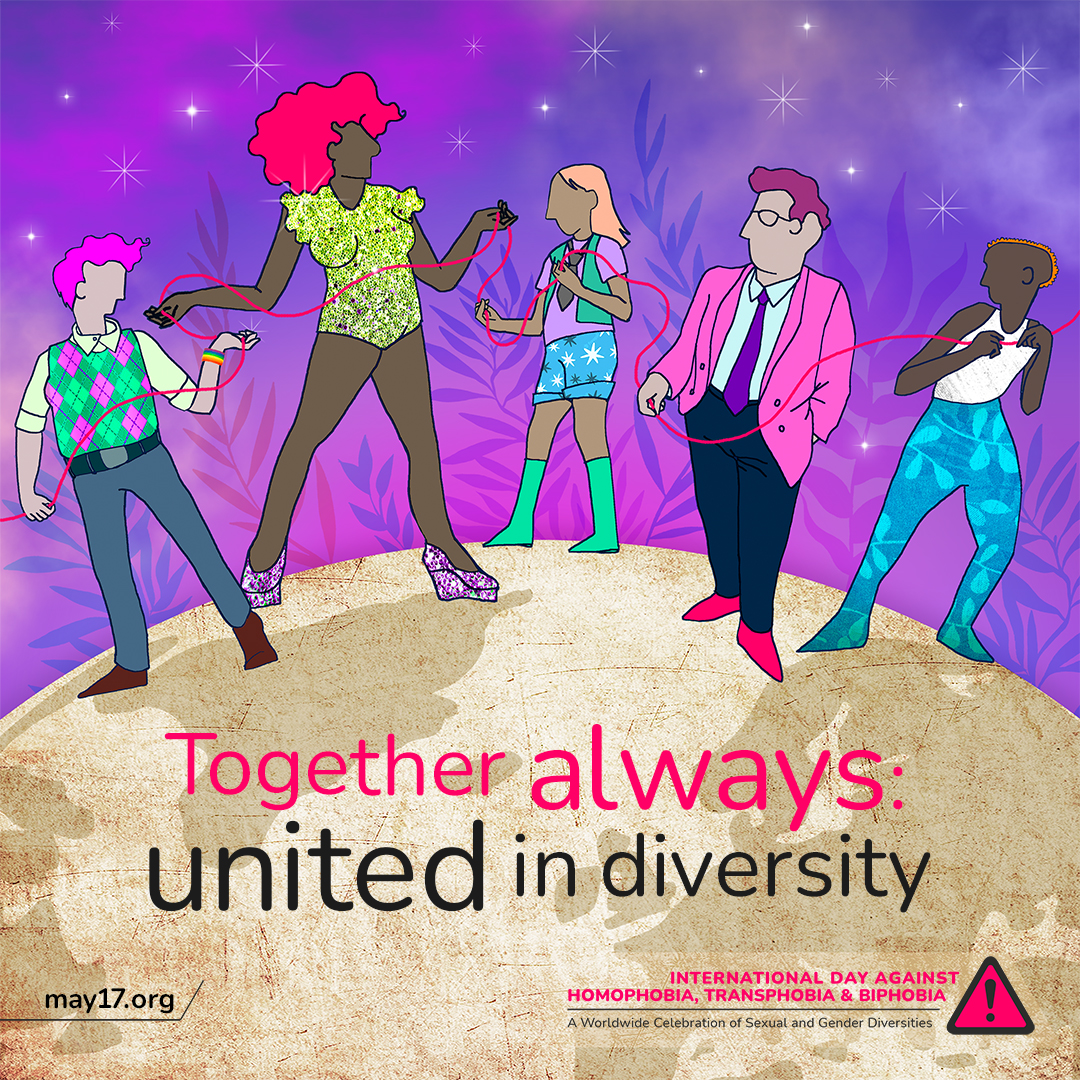 Together always:
united in diversity
may17.org
INTERNATIONAL DAY AGAINST
HOMOPHOBIA, TRANSPHOBIA & BIPHOBIA
A Worldwide Celebration of Sexual and Gender Diversities
!